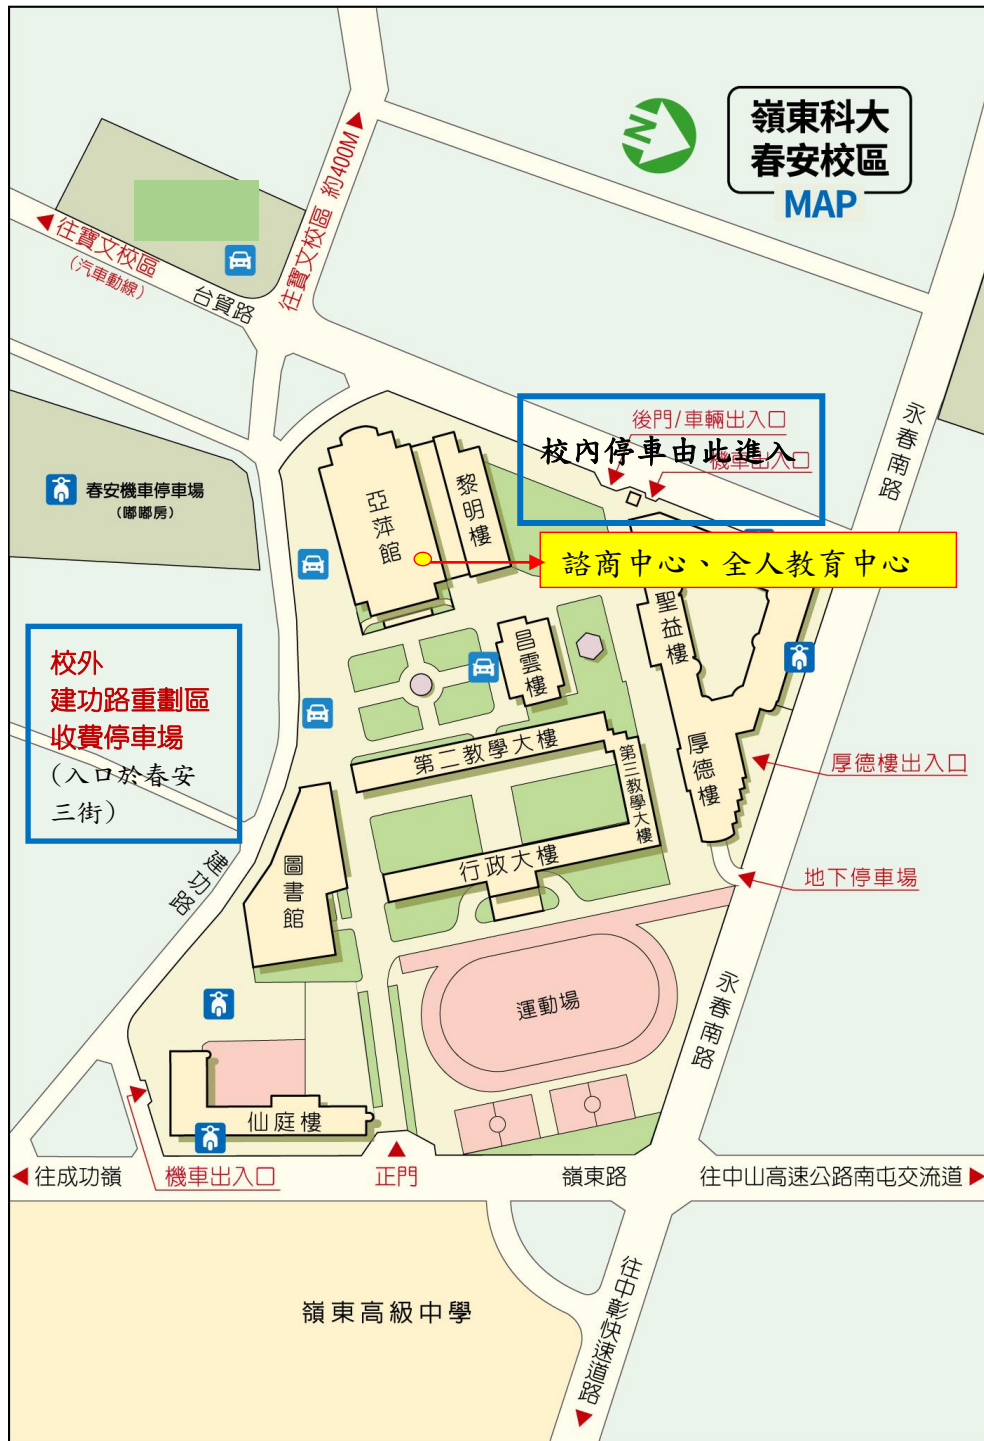 嶺東科大
春安校區
MAP
N
往寶文校區 約400M
往寶文校區
(汽車動線)
台貿路
後門/車輛出入口
校內停車由此進入
機車出入口
永春南路
春安機車停車場
(嘟嘟房)
亞萍館
黎明樓
諮商中心、全人教育中心
聖益樓
昌雲樓
校外
建功路重劃區
收費停車場
(入口於春安
三街)
第二教學大樓
第三教學大樓
厚德樓
厚德樓出入口
行政大樓
圖書館
建功路
地下停車場
運動場
永春南路
仙庭樓
往成功嶺
機車出入口
正門
嶺東路
往中山高速公路南屯交流道
往中彰快速道路
嶺東高級中學